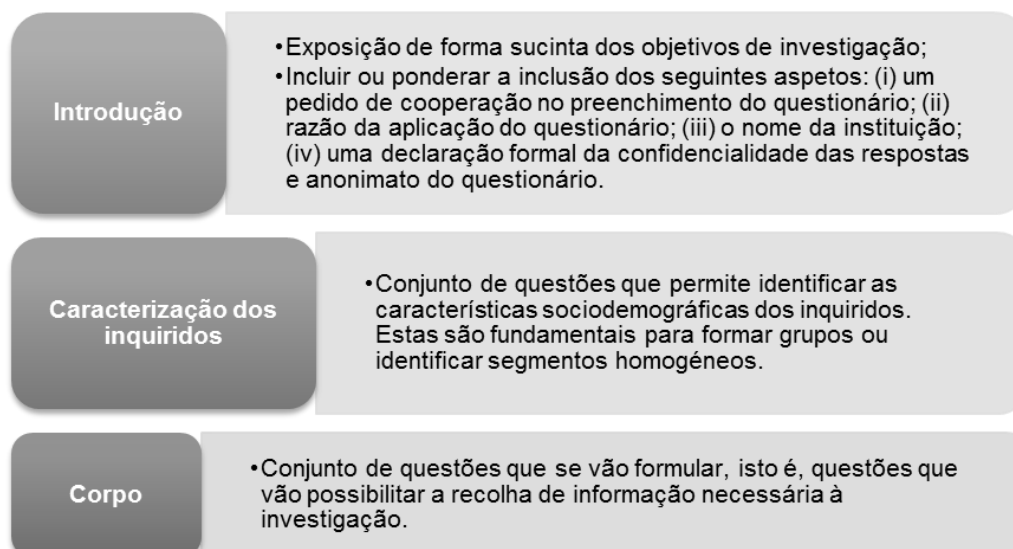 Introdução
•Exposição de forma sucinta dos objetivos de investigação;
•Incluir ou ponderar a inclusão dos seguintes aspetos: (i) um
pedido de cooperação no preenchimento do questionário; (ii)
razão da aplicação do questionário; (iii) o nome da instituição;
(iv) uma declaração formal da confidencialidade das respostas
e anonimato do questionário.
Caracterização dos
inquiridos
•Conjunto de questões que permite identificar as
características sociodemográficas dos inquiridos.
Estas são fundamentais para formar grupos ou
identificar segmentos homogéneos.
Corpo
•Conjunto de questões que se vão formular, isto é, questões que
vão possibilitar a recolha de informação necessária à
investigação.